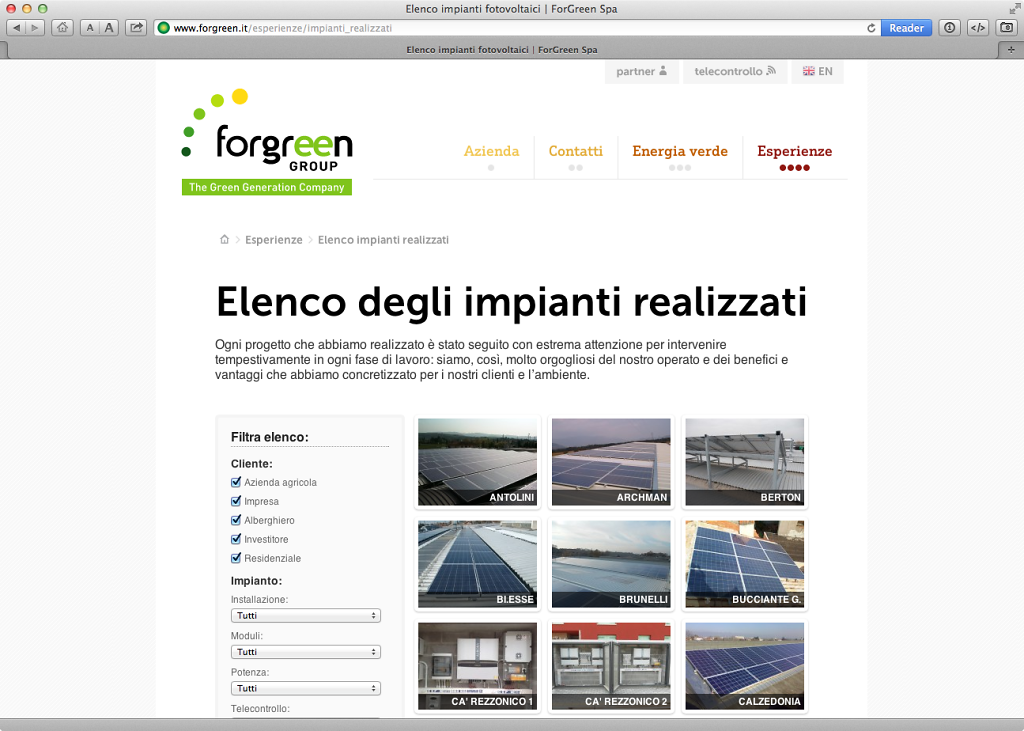 Elenco impianti fotovoltaici | ForGreen Spa
A A
www.forgreen.it/esperienze/impianti_realizzati
Reader
Elenco impianti fotovoltaici | ForGreen Spa
partner
telecontrollo
EN
forgreen
GROUP
The Green Generation Company
Azienda
Contatti
Energia verde
Esperienze
Esperienze
Elenco impianti realizzati
Elenco degli impianti realizzati
Ogni progetto che abbiamo realizzato è stato seguito con estrema attenzione per intervenire
tempestivamente in ogni fase di lavoro: siamo, così, molto orgogliosi del nostro operato e dei benefici e
vantaggi che abbiamo concretizzato per i nostri clienti e l'ambiente.
Filtra elenco:
Cliente:
Azienda agricola
Impresa
Alberghiero
Investitore
Residenziale
Impianto:
Installazione:
Tutti
Moduli:
Tutti
Potenza:
Tutti
Telecontrollo:
ANTOLINI
ARCHMAN
BERTON
BI.ESSE
BRUNELLI
BUCCIANTE G.
CA' REZZONICO 1
CA' REZZONICO 2
CALZEDONIA